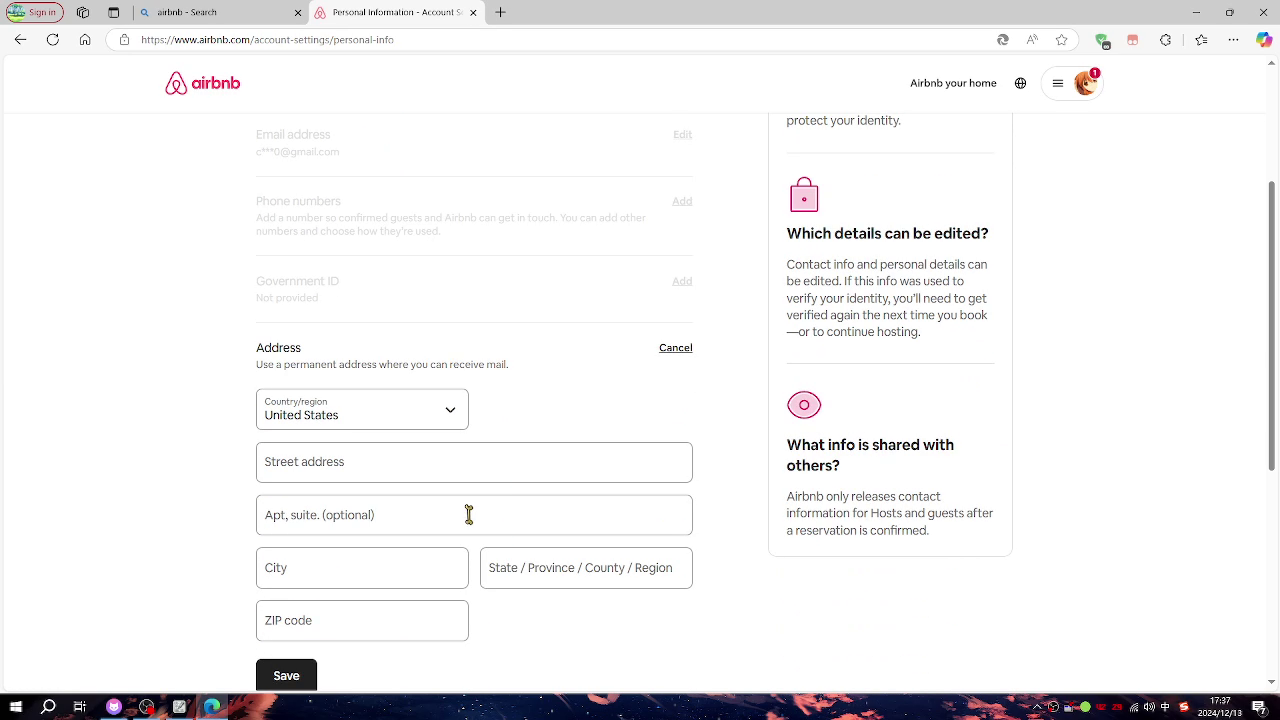 Sign in
airbnb - Search
Personal Information - Account S
https://www.airbnb.com/account-settings/personal-info
airbnb
Airbnb your home
1
Email address
Edit
c***0@gmail.com
Phone numbers
Add
Add a number so confirmed guests and Airbnb can get in touch. You can add other
numbers and choose how they're used.
Government ID
Add
Not provided
Address
Cancel
Use a permanent address where you can receive mail.
Country/region
United States
Street address
Apt, suite. (optional)
City
State / Province / County / Region
ZIP code
Save
protect your identity.
Which details can be edited?
Contact info and personal details can
be edited. If this info was used to
verify your identity, you'll need to get
verified again the next time you book
—or to continue hosting.
What info is shared with
others?
Airbnb only releases contact
information for Hosts and guests after
a reservation is confirmed.
42 29
中
17:37
2024/12/18